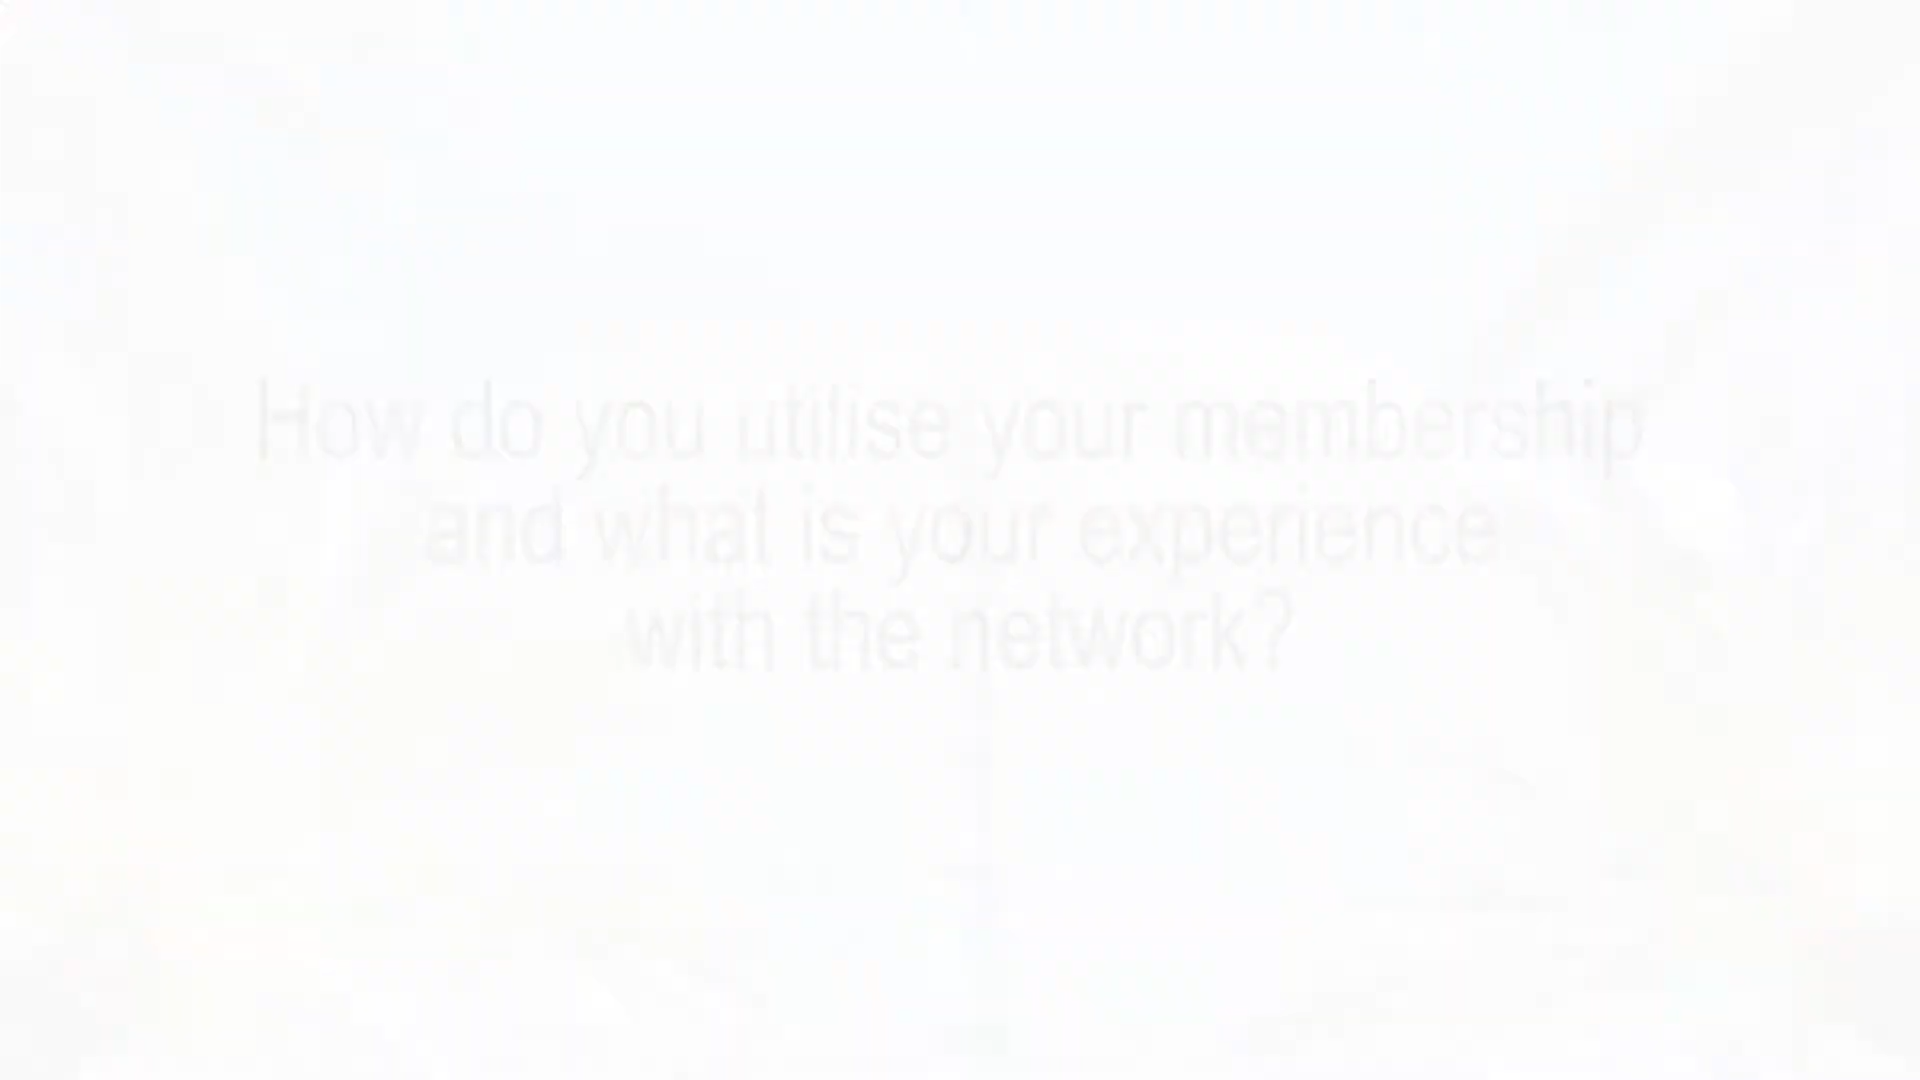 How do you utilise your membership
and what is your experience
with the network?